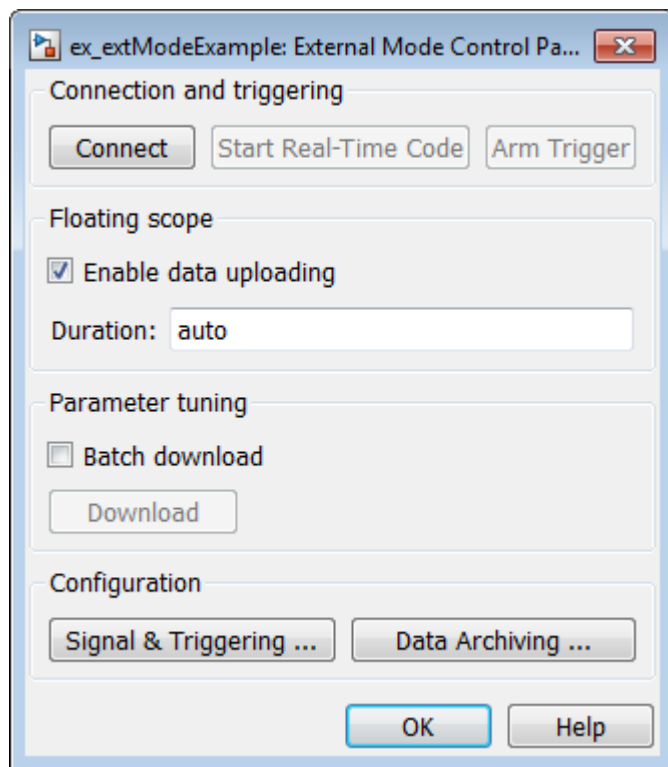 ex_extModeExample: External Mode Control Pa...
Connection and triggering
Connect Start Real-Time Code Arm Trigger
Floating scope
Enable data uploading
Duration: auto
Parameter tuning
Batch download
Download
Configuration
Signal & Triggering ... Data Archiving ...
OK Help